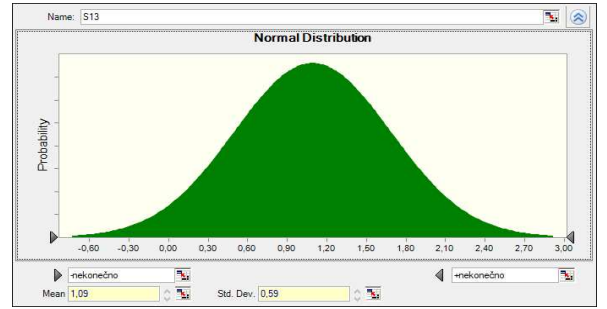 Name: S13
Normal Distribution
Probability
-0,60 -0,30 0,00 0,30 0,60 0,90 1,20 1,50 1,80 2,10 2,40 2,70 3,00
-nekonečno +nekonečno
Mean 1,09 Std. Dev. 0,59